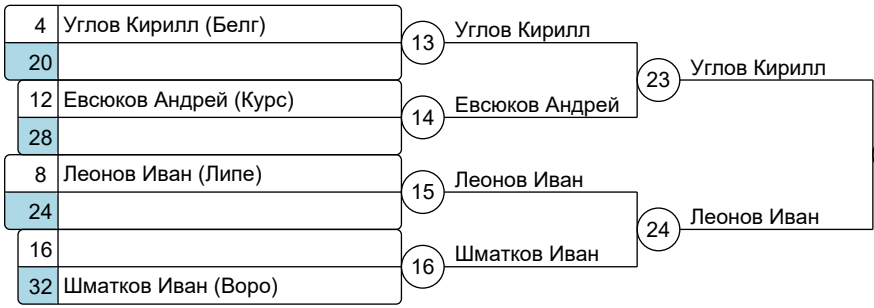 4 Углов Кирилл (Белг)
20
12 Евсюков Андрей (Курс)
28
8 Леонов Иван (Липе)
24
16
32 Шматков Иван (Воро)
13 Углов Кирилл
14 Евсюков Андрей
15 Леонов Иван
16 Шматков Иван
23 Углов Кирилл
24 Леонов Иван